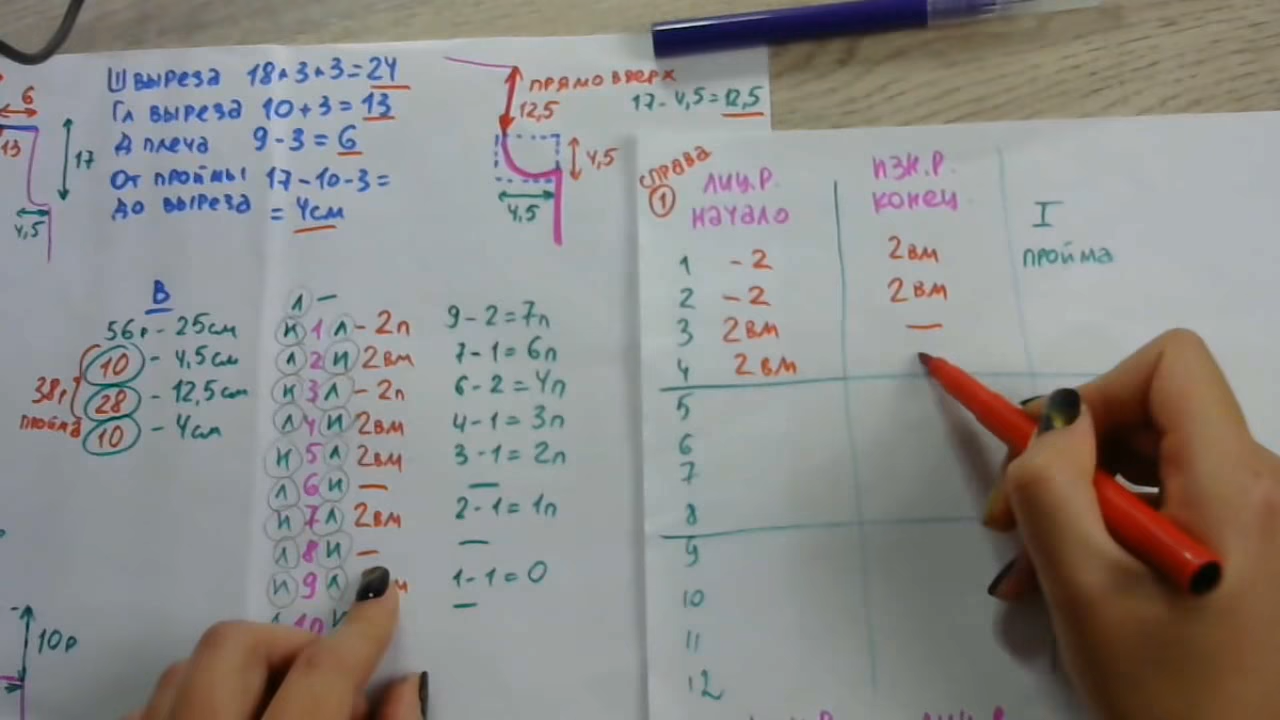 Ш выреза 18+3+3=24
Гл выреза 10+3=13
Д плеча 9-3=6
От проймы 17-10-3=
до выреза =4см
6
13
17
4,5
прямо вверх
12,5
17-4,5=12,5
4,5
4,5
В
56р-25см
10 - 4,5см
28 - 12,5см
10 - 4см
38р
пройма
Л -
И 1 Л -2п 9-2=7п
Л 2 И 2вм 7-1=6п
И 3 Л -2п 6-2=4п
Л 4 И 2вм 4-1=3п
И 5 Л 2вм 3-1=2п
Л 6 И — —
И 7 Л 2вм 2-1=1п
Л 8 И — —
И 9 Л 1-1=0
—
10р
справа
1
лиц.р. изн.р.
начало конец
I
пройма
1 -2 2вм
2 -2 2вм
3 2вм —
4 2вм
5
6
7
8
9
10
11
12